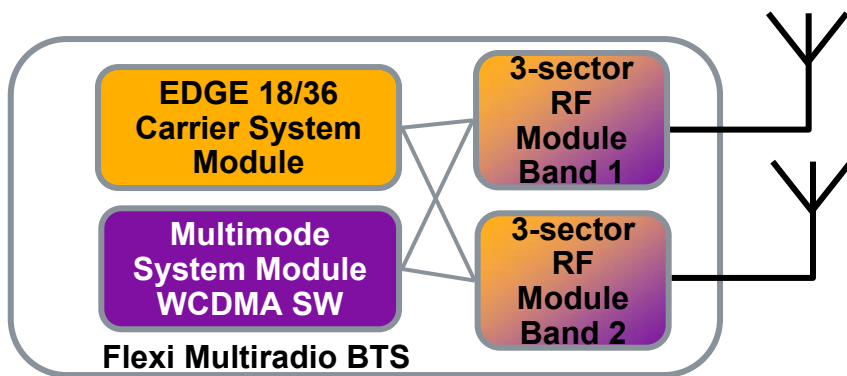 EDGE 18/36
Carrier System
Module
Multimode
System Module
WCDMA SW
3-sector
RF
Module
Band 1
3-sector
RF
Module
Band 2
Flexi Multiradio BTS